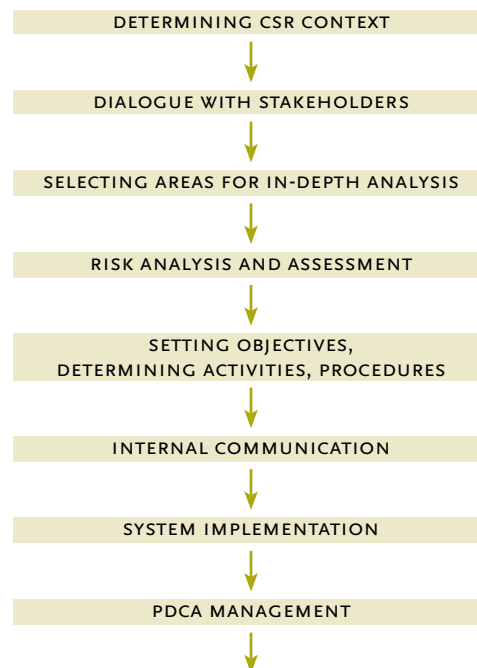 DETERMINING CSR CONTEXT
DIALOGUE WITH STAKEHOLDERS
SELECTING AREAS FOR IN-DEPTH ANALYSIS
RISK ANALYSIS AND ASSESSMENT
SETTING OBJECTIVES,
DETERMINING ACTIVITIES, PROCEDURES
INTERNAL COMMUNICATION
SYSTEM IMPLEMENTATION
PDCA MANAGEMENT